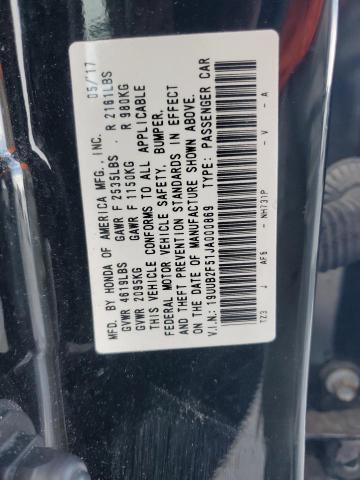 MFD. BY HONDA OF AMERICA MFG., INC. 05/17
GVWR 4619LBS GAWR F 2535LBS R 2161LBS
GVWR 2095KG GAWR F 1150KG R 980KG
THIS VEHICLE CONFORMS TO ALL APPLICABLE
FEDERAL MOTOR VEHICLE SAFETY, BUMPER,
AND THEFT PREVENTION STANDARDS IN EFFECT
ON THE DATE OF MANUFACTURE SHOWN ABOVE.
V.I.N.: 19UUB2F51JA000869 TYPE: PASSENGER CAR
TZ3 J AF6 - NH731P - V - A